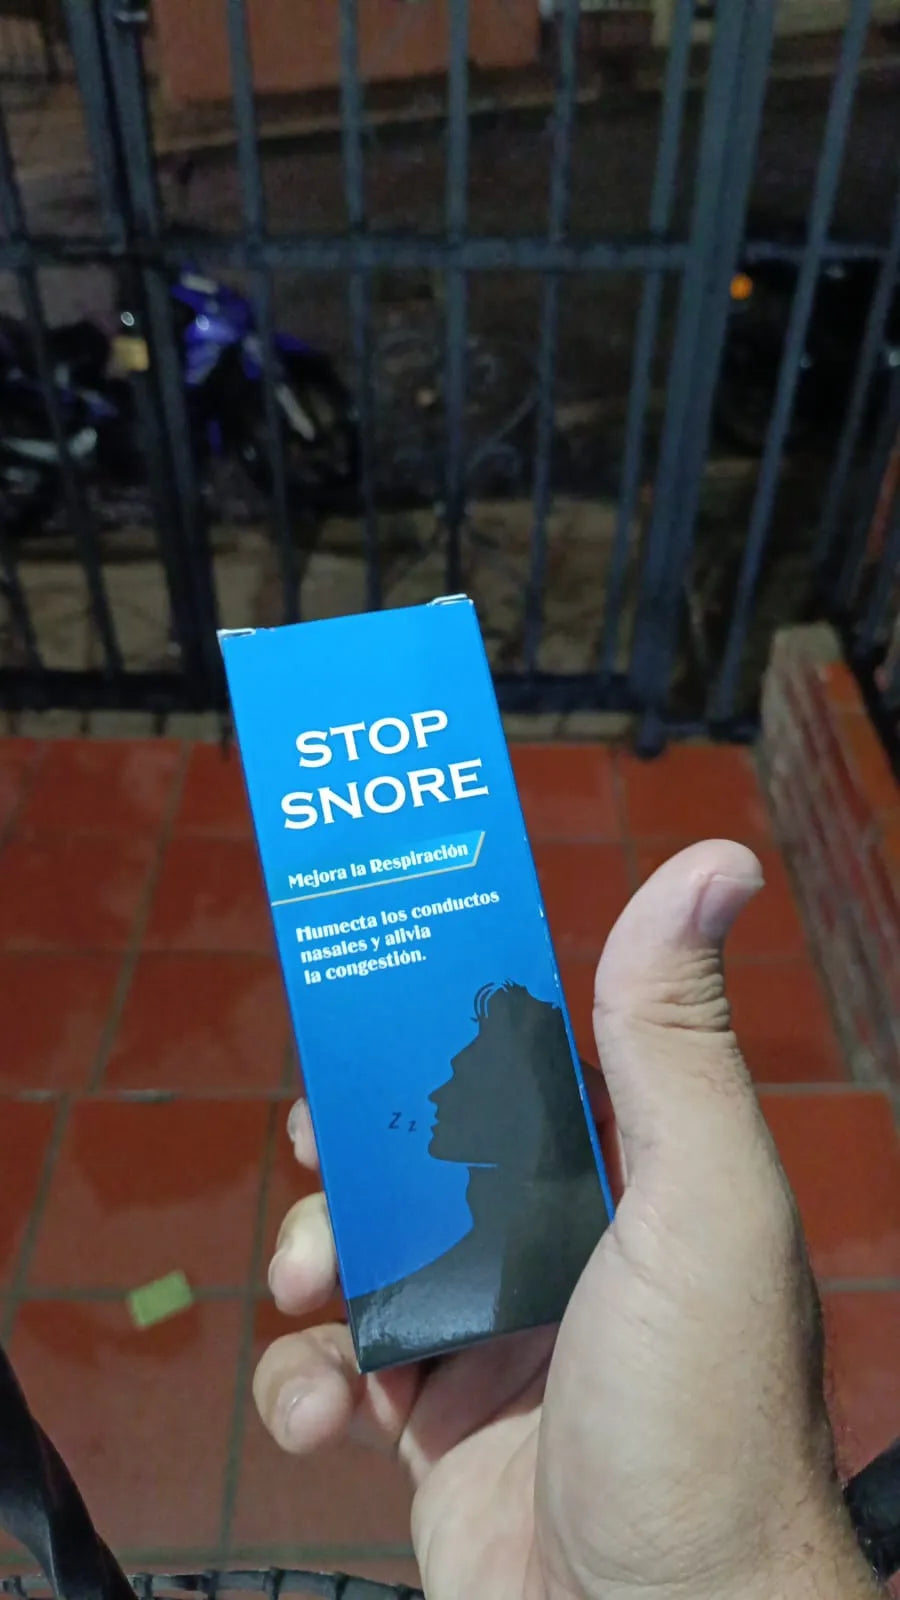 STOP
SNORE
Mejora la Respiración
Humecta los conductos
nasales y alivia
la congestión.
z z